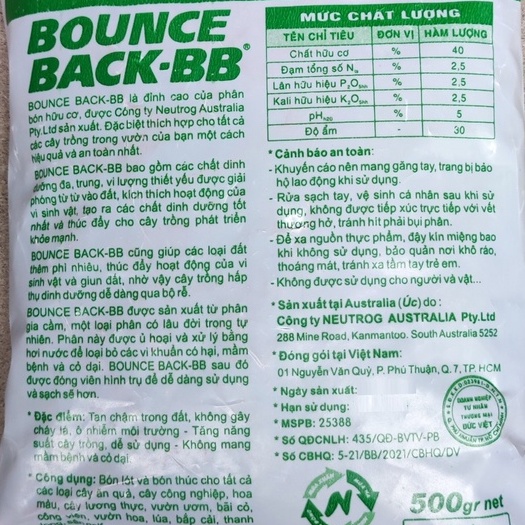 BOUNCE
BACK-BB®
BOUNCE BACK-BB là đỉnh cao của phân
bón hữu cơ, được Công ty Neutrog Australia
Pty.Ltd sản xuất. Đặc biệt thích hợp cho tất cả
các cây trồng trong vườn của bạn một cách
hiệu quả và an toàn nhất.
BOUNCE BACK-BB bao gồm các chất dinh
dưỡng đa, trung, vi lượng thiết yếu được giải
phóng từ từ vào đất, kích thích hoạt động của
vi sinh vật, tạo ra các chất dinh dưỡng tốt
nhất và thúc đẩy cho cây trồng phát triển
khỏe mạnh.
BOUNCE BACK-BB cũng giúp các loại đất
thêm phì nhiêu, thúc đẩy hoạt động của vi
sinh vật và giun đất, nhờ vậy cây trồng hấp
thụ dinh dưỡng dễ dàng qua bộ rễ.
BOUNCE BACK-BB được sản xuất từ phân
gia cầm, một loại phân có lâu đời trong tự
nhiên. Phân này được ủ hoại và xử lý bằng
hơi nước để loại bỏ các vi khuẩn có hại, mầm
bệnh và cỏ dại. BOUNCE BACK-BB sau đó
được đóng viên hình trụ để dễ dàng sử dụng
và sạch sẽ hơn.
* Đặc điểm: Tan chậm trong đất, không gây
cháy lá, ô nhiễm môi trường - Tăng năng
suất cây trồng, dễ sử dụng - Không mang
mầm bệnh và cỏ dại.
* Công dụng: Bón lót và bón thúc cho tất cả
các loại cây ăn quả, cây công nghiệp, hoa
màu, cây lương thực, vườn ươm, bãi cỏ,
công viên, vườn hoa, lúa, bắp cải, thanh
MỨC CHẤT LƯỢNG
TÊN CHỈ TIÊU ĐƠN VỊ HÀM LƯỢNG
Chất hữu cơ % 40
Đạm tổng số Nts % 2,5
Lân hữu hiệu P2O5hh % 2,5
Kali hữu hiệu K2Ohh % 2,5
pHH2O 5
Độ ẩm - 30
* Cảnh báo an toàn:
- Khuyến cáo nên mang găng tay, trang bị bảo
hộ lao động khi sử dụng.
- Rửa sạch tay, vệ sinh cá nhân sau khi sử
dụng, không được tiếp xúc trực tiếp với vết
thương hở, tránh hít phải bụi phân.
- Để xa nguồn thực phẩm, đậy kín miệng bao
khi không sử dụng, bảo quản nơi khô ráo,
thoáng mát, tránh xa tầm tay trẻ em.
- Không được sử dụng cho người và vật...
* Sản xuất tại Australia (Úc) do :
Công ty NEUTROG AUSTRALIA Pty.Ltd
288 Mine Road, Kanmantoo. South Australia 5252
* Đóng gói tại Việt Nam:
01 Nguyễn Văn Quỳ, P. Phú Thuận, Q. 7, TP. HCM
* Ngày sản xuất:
* Hạn sử dụng:
* MSPB: 25388
* Số QĐCNLH: 435/QĐ-BVTV-PB
* Số CBHQ: 5-21/BB/2021/CBHQ/DV
DOANH NGHIỆP
TƯ NHÂN
THƯƠNG MẠI
ĐỨC VIỆT
N
500gr net